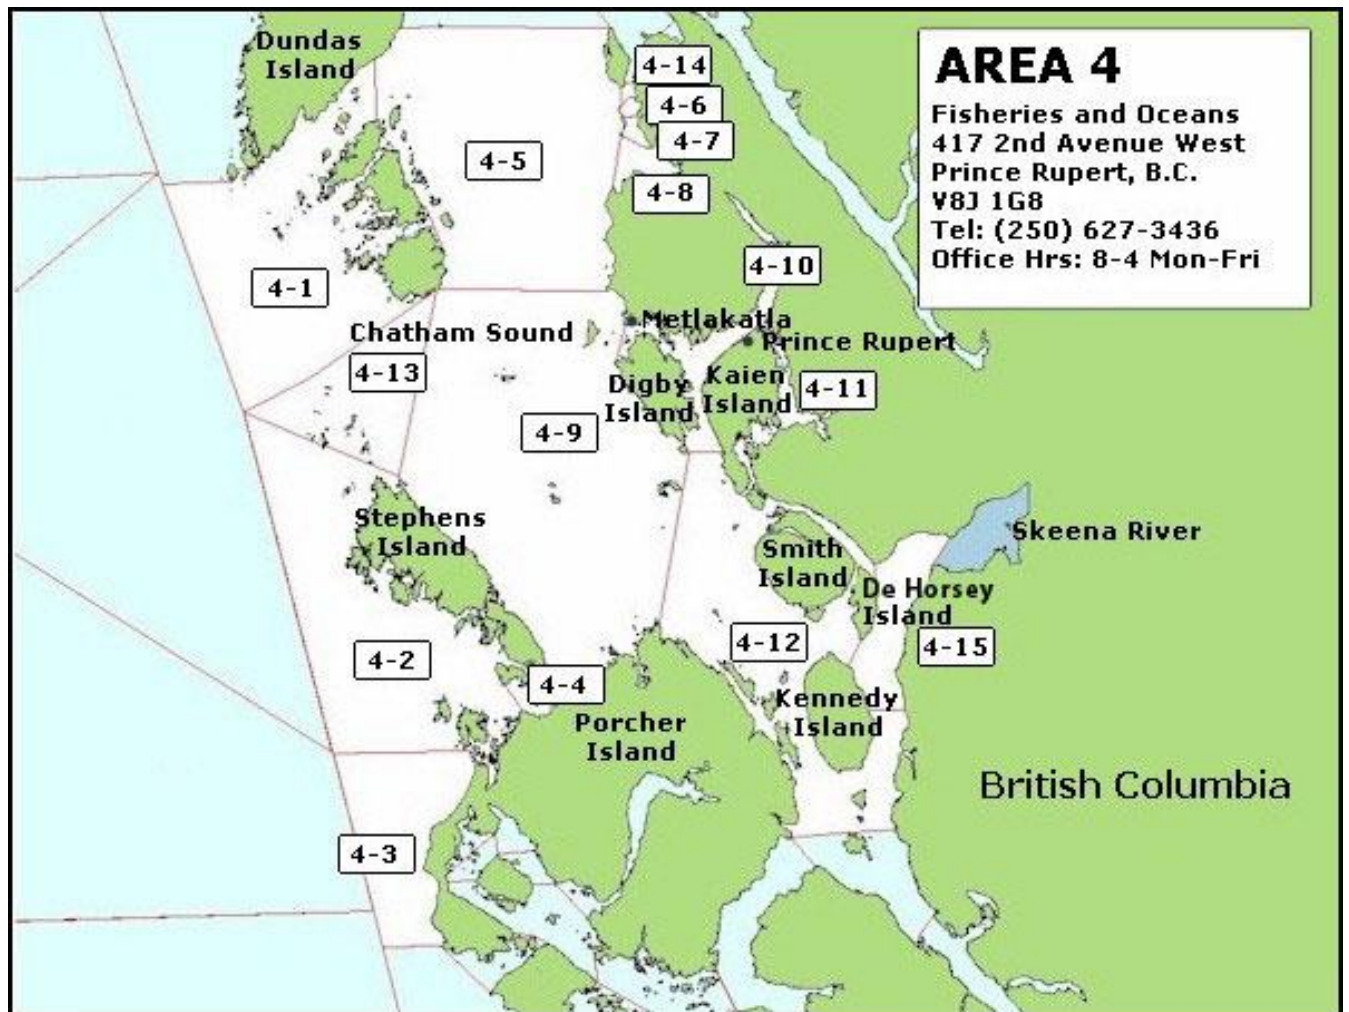 Dundas
Island
4-14
4-6
4-7
4-5
4-8
AREA 4
Fisheries and Oceans
417 2nd Avenue West
Prince Rupert, B.C.
V8J 1G8
Tel: (250) 627-3436
Office Hrs: 8-4 Mon-Fri
4-10
4-1
Metlakatla
Chatham Sound
Prince Rupert
4-13
Digby
Island
Kaien
Island
4-11
4-9
Stephens
Island
Skeena River
Smith
Island
De Horsey
Island
4-12
4-15
4-2
4-4
Kennedy
Island
Porcher
Island
British Columbia
4-3